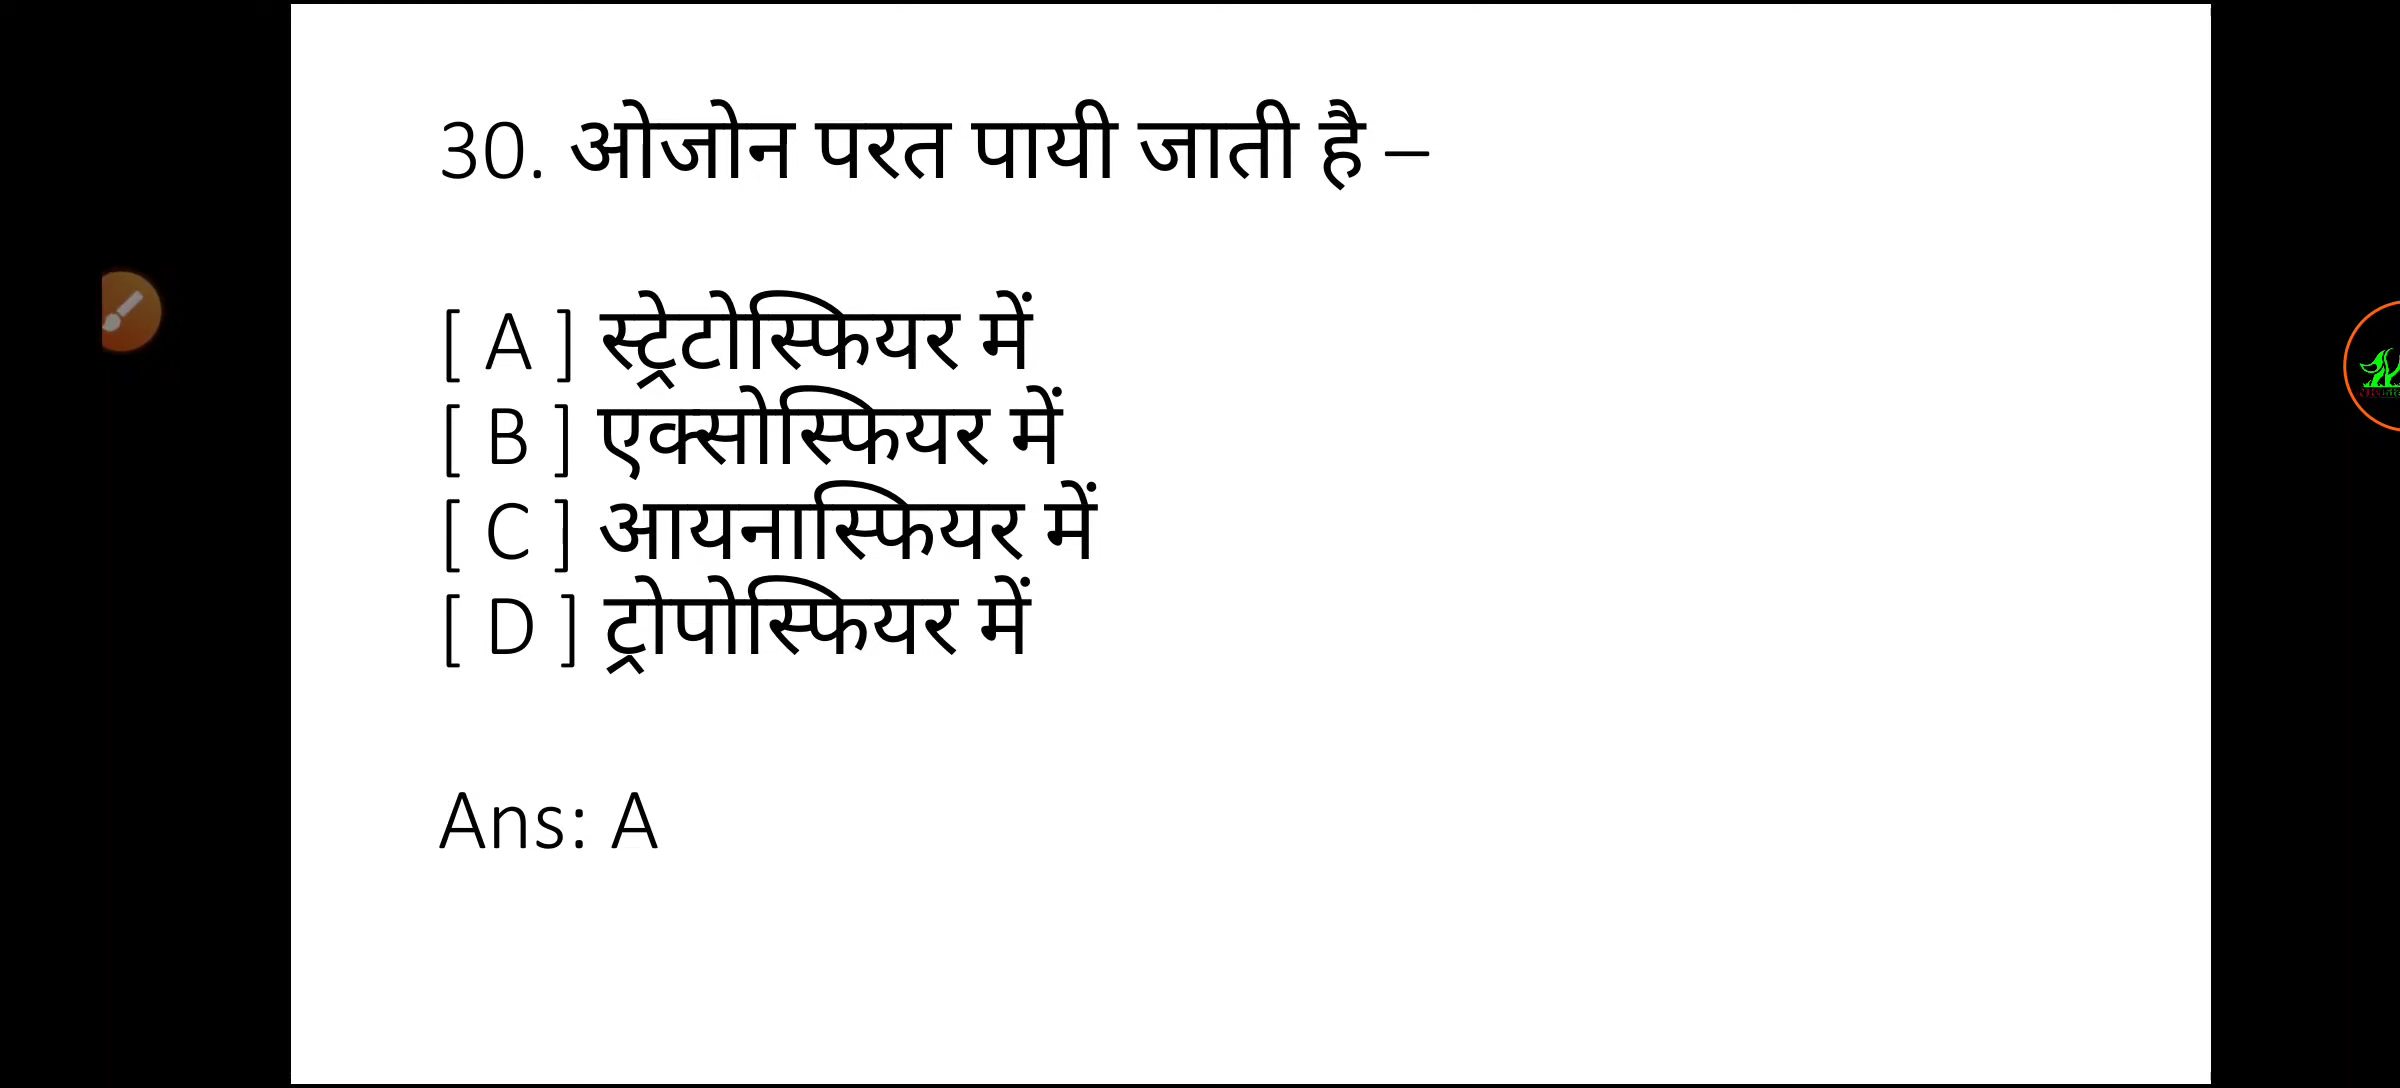 30. ओजोन परत पायी जाती है –
[ A ] स्ट्रेटोस्फियर में
[ B ] एक्सोस्फियर में
[ C ] आयनास्फियर में
[ D ] ट्रोपोस्फियर में
Ans: A